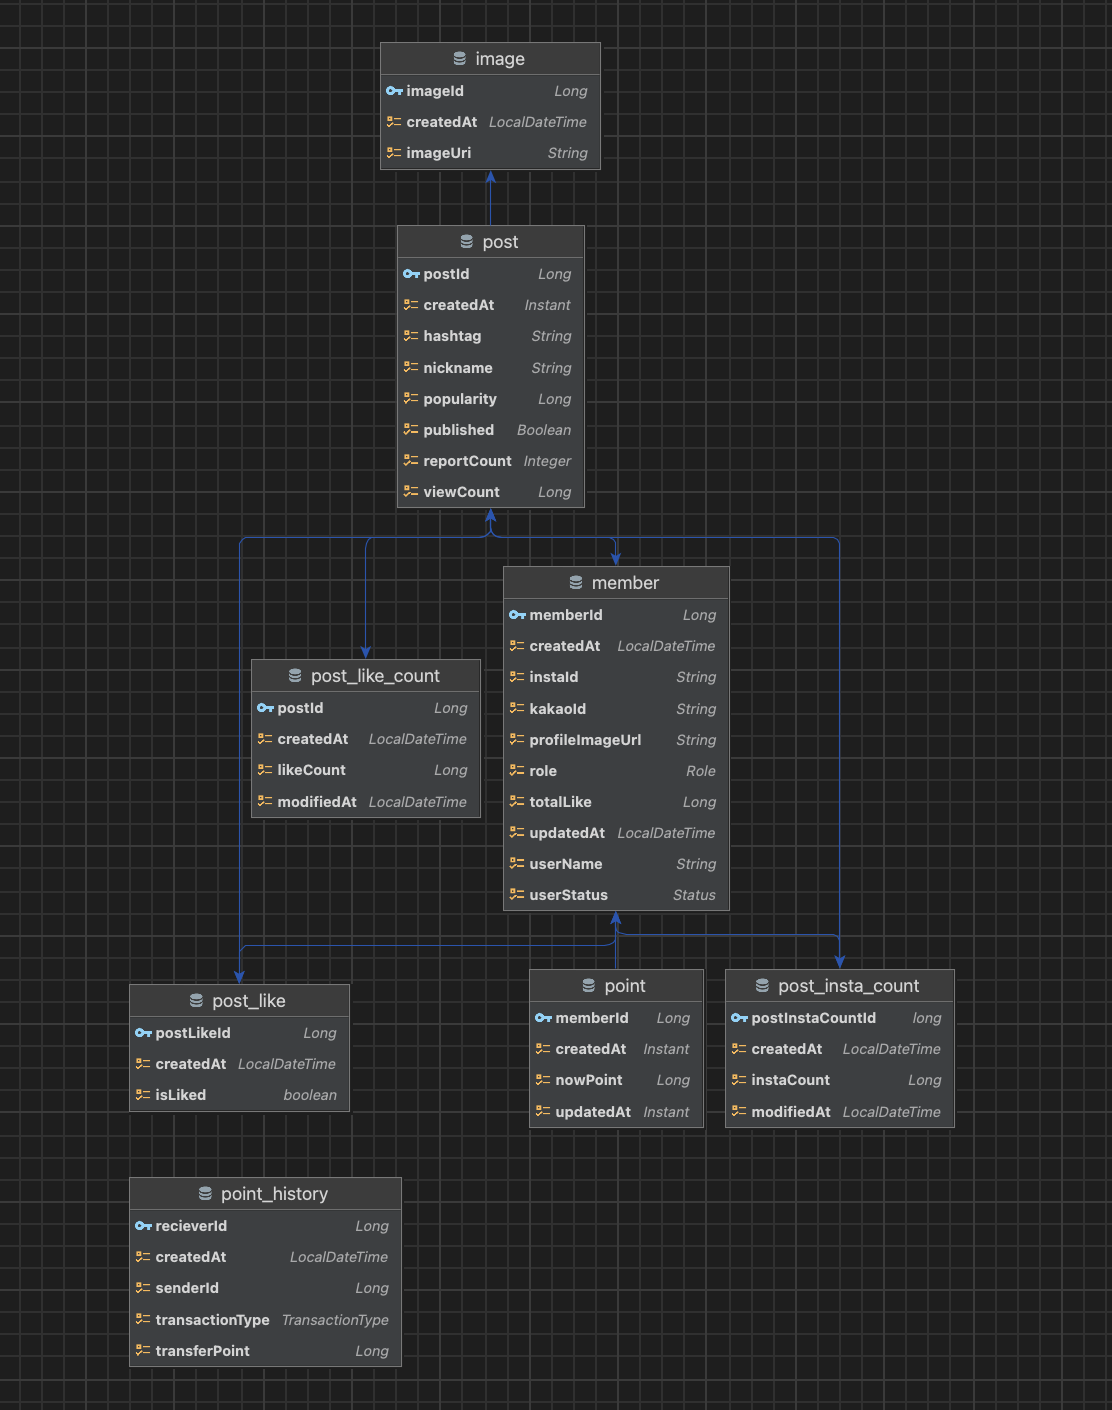 image
imageId Long
createdAt LocalDateTime
imageUri String
post
postId Long
createdAt Instant
hashtag String
nickname String
popularity Long
published Boolean
reportCount Integer
viewCount Long
member
memberId Long
createdAt LocalDateTime
instaId String
kakaoId String
profileImageUrl String
role Role
totalLike Long
updatedAt LocalDateTime
userName String
userStatus Status
post_like_count
postId Long
createdAt LocalDateTime
likeCount Long
modifiedAt LocalDateTime
post_like
postLikeId Long
createdAt LocalDateTime
isLiked boolean
point
memberId Long
createdAt Instant
nowPoint Long
updatedAt Instant
post_insta_count
postInstaCountId long
createdAt LocalDateTime
instaCount Long
modifiedAt LocalDateTime
point_history
recieverId Long
createdAt LocalDateTime
senderId Long
transactionType TransactionType
transferPoint Long